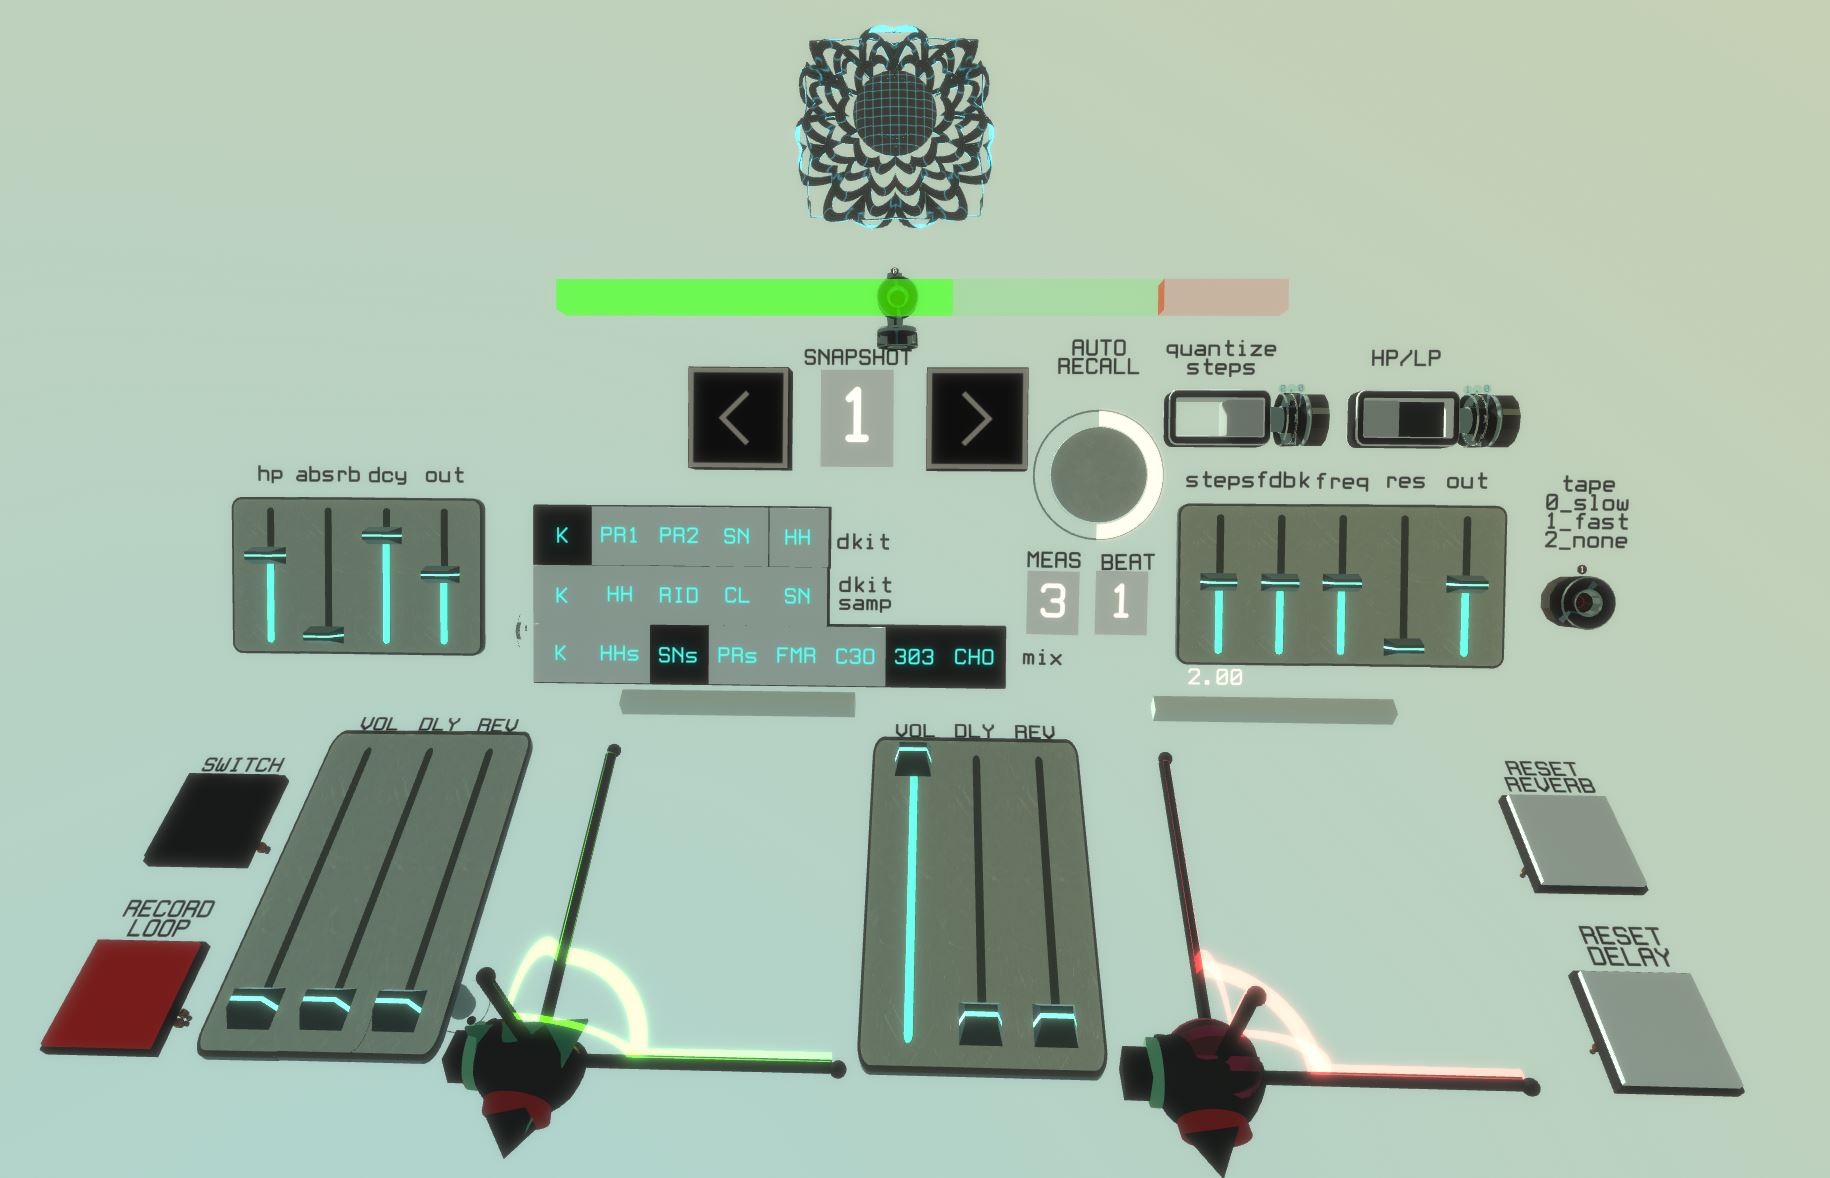 SNAPSHOT
1
AUTO
RECALL
quantize
steps
HP/LP
hp absrb dcy out
K PR1 PR2 SN HH dkit
K HH RID CL SN dkit
samp
K HHs SNs PRs FMR C30 303 CHO mix
MEAS BEAT
3 1
steps fdbk freq res out
2.00
tape
0_slow
1_fast
2_none
1
VOL DLY REV
VOL DLY REV
SWITCH
RECORD
LOOP
RESET
REVERB
RESET
DELAY